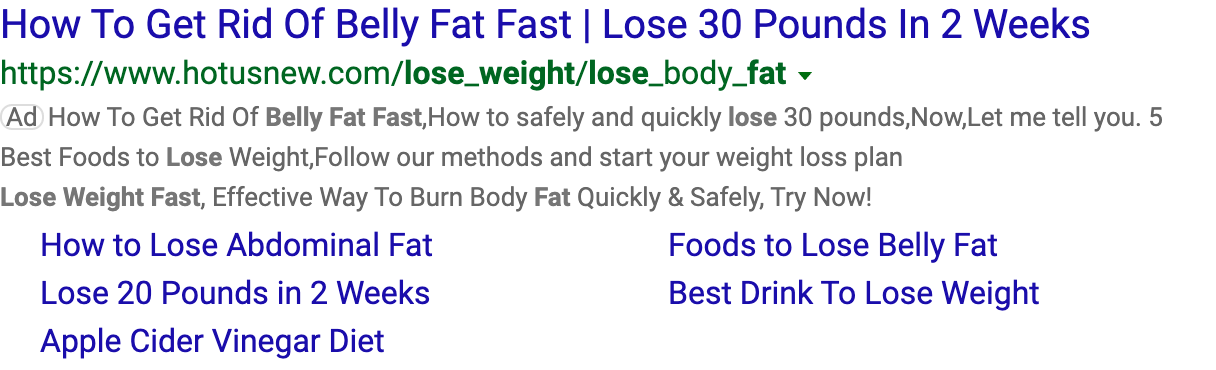 How To Get Rid Of Belly Fat Fast | Lose 30 Pounds In 2 Weeks
https://www.hotusnew.com/lose_weight/lose_body_fat
Ad How To Get Rid Of Belly Fat Fast,How to safely and quickly lose 30 pounds,Now,Let me tell you. 5
Best Foods to Lose Weight,Follow our methods and start your weight loss plan
Lose Weight Fast, Effective Way To Burn Body Fat Quickly & Safely, Try Now!
How to Lose Abdominal Fat
Foods to Lose Belly Fat
Lose 20 Pounds in 2 Weeks
Best Drink To Lose Weight
Apple Cider Vinegar Diet